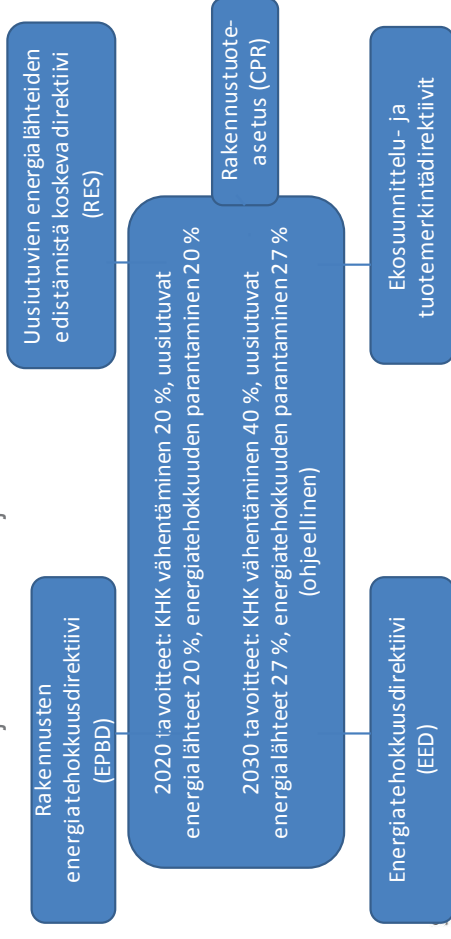 Rakennusten
energiatehokkuusdirektiivi
(EPBD)
Uusiutuvien energialähteiden
edistämistä koskeva direktiivi
(RES)
2020 tavoitteet: KHK vähentäminen 20 %, uusiutuvat
energialähteet 20 %, energiatehokkuuden parantaminen 20 %
2030 tavoitteet: KHK vähentäminen 40 %, uusiutuvat
energialähteet 27 %, energiatehokkuuden parantaminen 27 %
(ohjeellinen)
Rakennustuote-
asetus (CPR)
Energiatehokkuusdirektiivi
(EED)
Ekosuunnittelu- ja
tuotemerkintädirektiivit